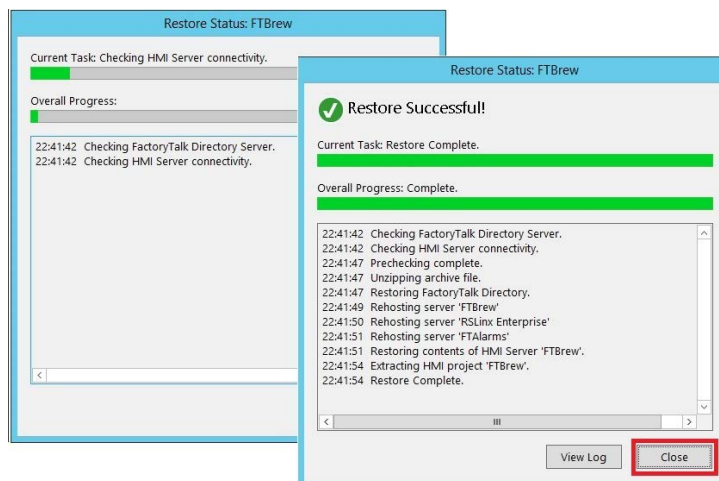 Restore Status: FTBrew
Current Task: Checking HMI Server connectivity.
Overall Progress:
22:41:42 Checking FactoryTalk Directory Server.
22:41:42 Checking HMI Server connectivity.
Restore Status: FTBrew
Restore Successful!
Current Task: Restore Complete.
Overall Progress: Complete.
22:41:42 Checking FactoryTalk Directory Server.
22:41:42 Checking HMI Server connectivity.
22:41:47 Prechecking complete.
22:41:47 Unzipping archive file.
22:41:47 Restoring FactoryTalk Directory.
22:41:49 Rehosting server 'FTBrew'
22:41:50 Rehosting server 'RSLinx Enterprise'
22:41:51 Rehosting server 'FTAlarms'
22:41:51 Restoring contents of HMI Server 'FTBrew'.
22:41:54 Extracting HMI project 'FTBrew'.
22:41:54 Restore Complete.
View Log
Close